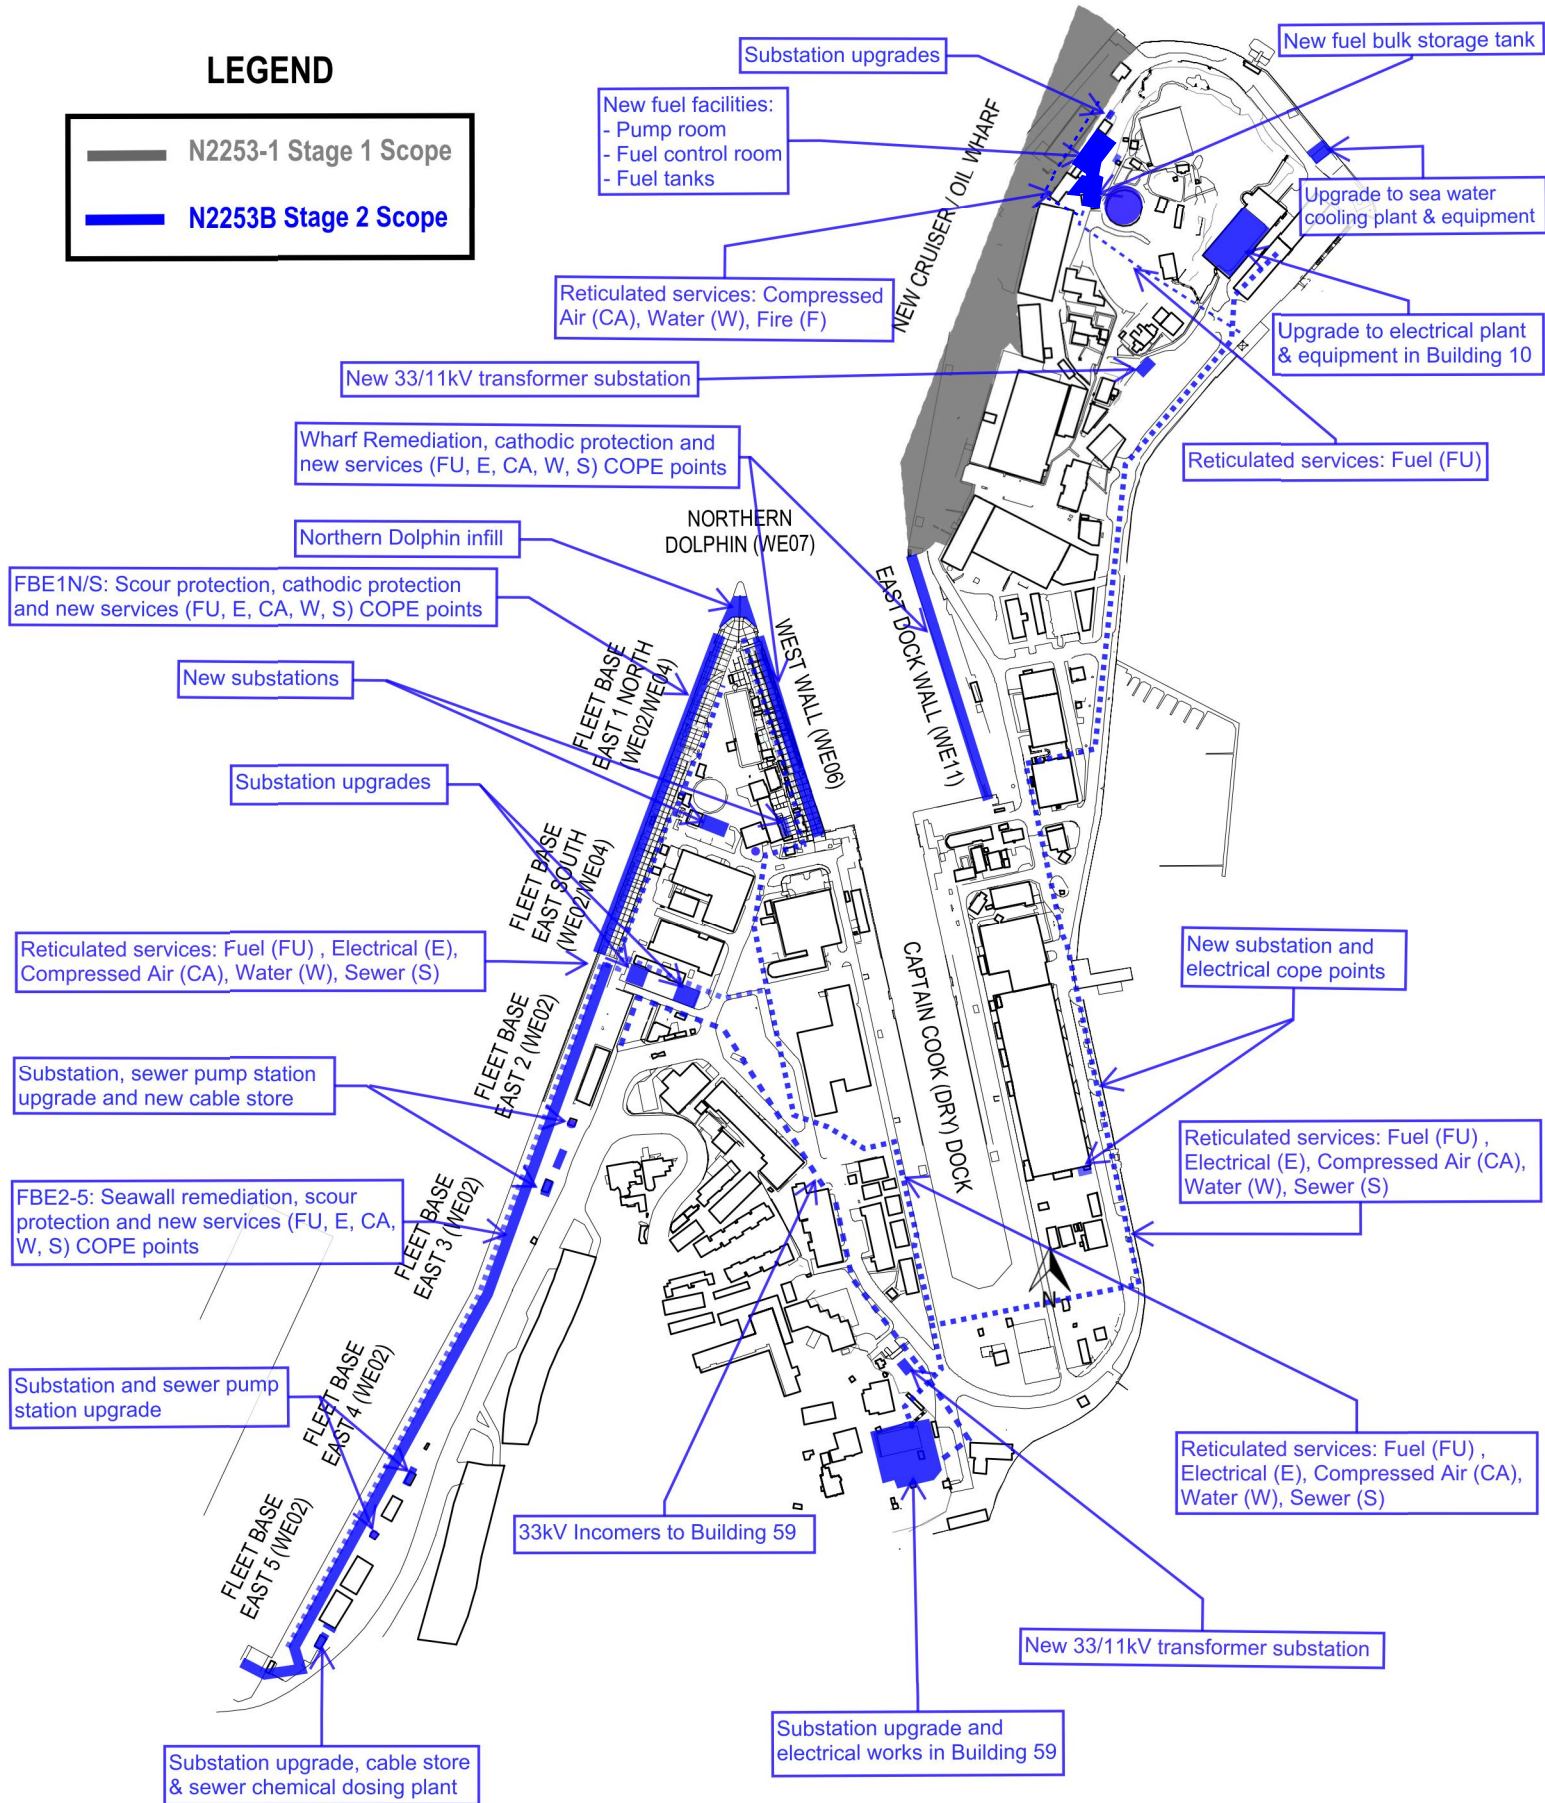 LEGEND
N2253-1 Stage 1 Scope
N2253B Stage 2 Scope
Substation upgrades
New fuel bulk storage tank
New fuel facilities:
- Pump room
- Fuel control room
- Fuel tanks
NEW CRUISER / OIL WHARF
Upgrade to sea water
cooling plant & equipment
Reticulated services: Compressed
Air (CA), Water (W), Fire (F)
Upgrade to electrical plant
& equipment in Building 10
New 33/11kV transformer substation
Wharf Remediation, cathodic protection and
new services (FU, E, CA, W, S) COPE points
Reticulated services: Fuel (FU)
NORTHERN
DOLPHIN (WE07)
Northern Dolphin infill
FBE1N/S: Scour protection, cathodic protection
and new services (FU, E, CA, W, S) COPE points
EAST DOCK WALL (WE11)
WEST WALL (WE06)
FLEET BASE
EAST 1 NORTH
(WE02/WE04)
New substations
Substation upgrades
FLEET BASE
EAST SOUTH
(WE02/WE04)
Reticulated services: Fuel (FU) , Electrical (E),
Compressed Air (CA), Water (W), Sewer (S)
New substation and
electrical cope points
CAPTAIN COOK (DRY) DOCK
FLEET BASE
EAST 2 (WE02)
Substation, sewer pump station
upgrade and new cable store
Reticulated services: Fuel (FU) ,
Electrical (E), Compressed Air (CA),
Water (W), Sewer (S)
FBE2-5: Seawall remediation, scour
protection and new services (FU, E, CA,
W, S) COPE points
FLEET BASE
EAST 3 (WE02)
N
Substation and sewer pump
station upgrade
FLEET BASE
EAST 4 (WE02)
Reticulated services: Fuel (FU) ,
Electrical (E), Compressed Air (CA),
Water (W), Sewer (S)
33kV Incomers to Building 59
FLEET BASE
EAST 5 (WE02)
New 33/11kV transformer substation
Substation upgrade and
electrical works in Building 59
Substation upgrade, cable store
& sewer chemical dosing plant